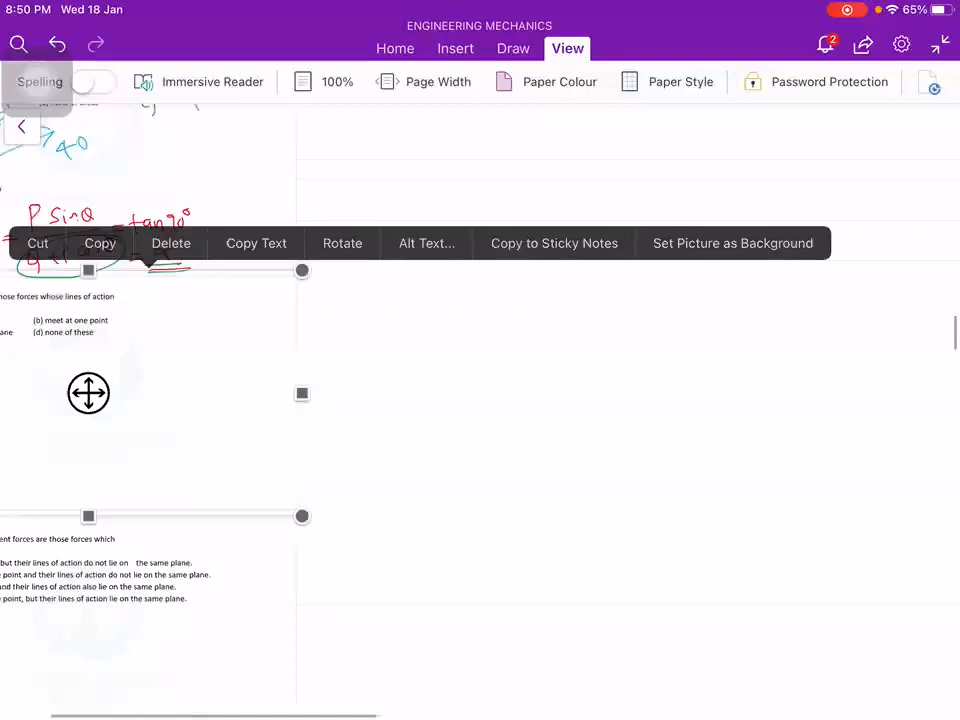 8:50 PM Wed 18 Jan
65%
ENGINEERING MECHANICS
Home Insert Draw View
2
Spelling Immersive Reader 100% Page Width Paper Colour Paper Style Password Protection
40
P sinθ = tan 90°
=
Cut Copy Delete Copy Text Rotate Alt Text... Copy to Sticky Notes Set Picture as Background
hose forces whose lines of action
(b) meet at one point
ane (d) none of these
ent forces are those forces which
but their lines of action do not lie on the same plane.
point and their lines of action do not lie on the same plane.
and their lines of action also lie on the same plane.
point, but their lines of action lie on the same plane.